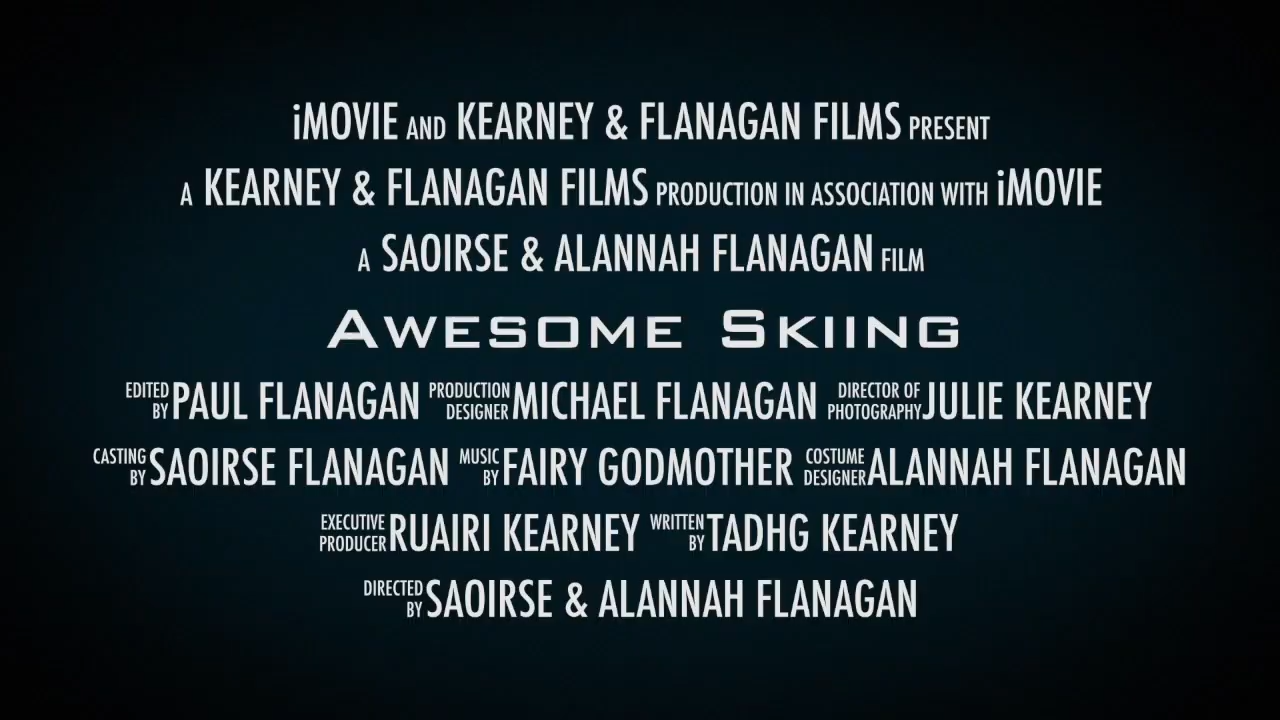 iMOVIE AND KEARNEY & FLANAGAN FILMS PRESENT
A KEARNEY & FLANAGAN FILMS PRODUCTION IN ASSOCIATION WITH iMOVIE
A SAOIRSE & ALANNAH FLANAGAN FILM
AWESOME SKIING
EDITED BY PAUL FLANAGAN PRODUCTION DESIGNER MICHAEL FLANAGAN DIRECTOR OF PHOTOGRAPHY JULIE KEARNEY
CASTING BY SAOIRSE FLANAGAN MUSIC BY FAIRY GODMOTHER COSTUME DESIGNER ALANNAH FLANAGAN
EXECUTIVE PRODUCER RUAIRI KEARNEY WRITTEN BY TADHG KEARNEY
DIRECTED BY SAOIRSE & ALANNAH FLANAGAN